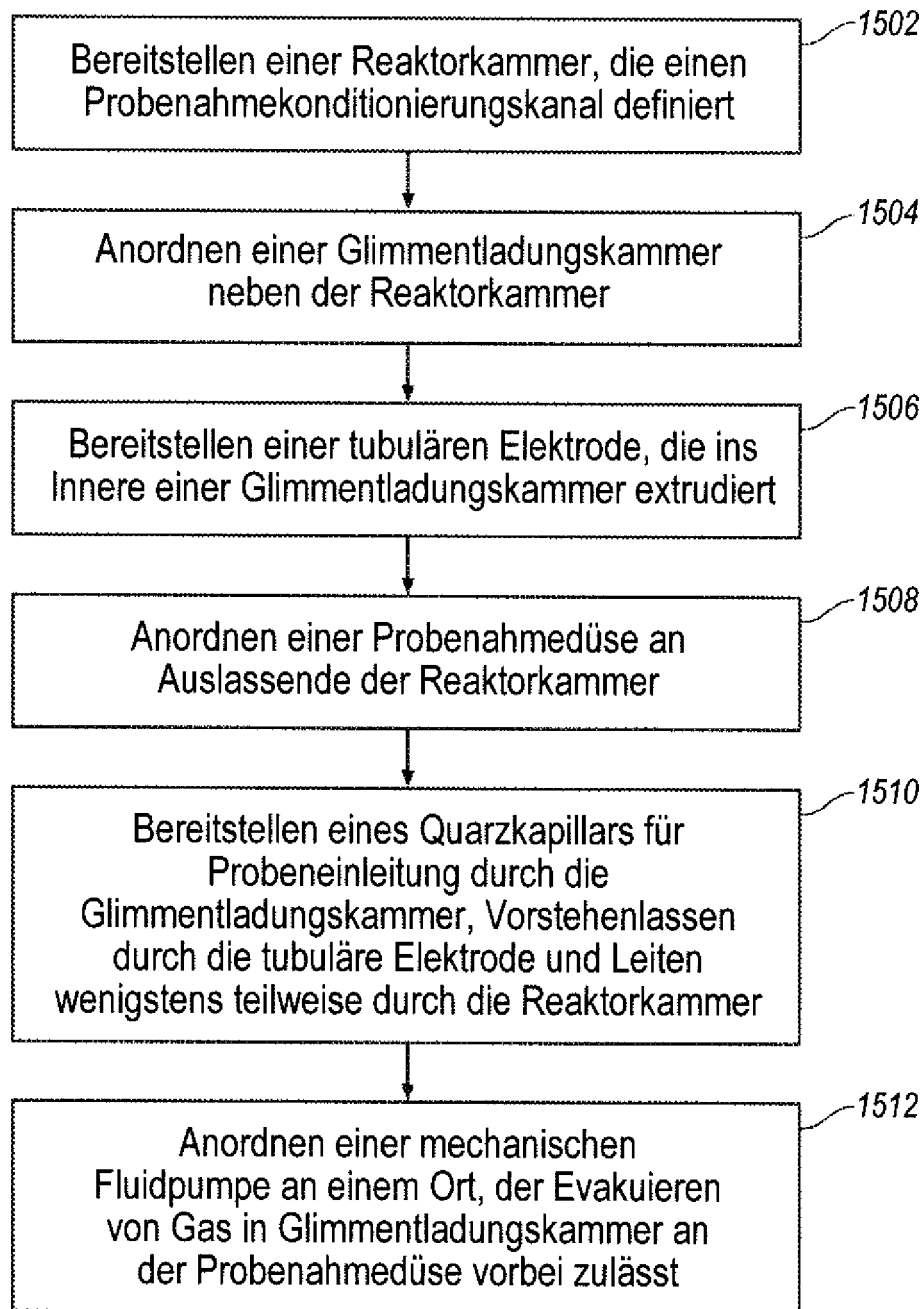 1502
Bereitstellen einer Reaktorkammer, die einen
Probenahmekonditionierungskanal definiert
1504
Anordnen einer Glimmentladungskammer
neben der Reaktorkammer
1506
Bereitstellen einer tubulären Elektrode, die ins
Innere einer Glimmentladungskammer extrudiert
1508
Anordnen einer Probenahmedüse an
Auslassende der Reaktorkammer
1510
Bereitstellen eines Quarzkapillars für
Probeneinleitung durch die
Glimmentladungskammer, Vorstehenlassen
durch die tubuläre Elektrode und Leiten
wenigstens teilweise durch die Reaktorkammer
1512
Anordnen einer mechanischen
Fluidpumpe an einem Ort, der Evakuieren
von Gas in Glimmentladungskammer an
der Probenahmedüse vorbei zulässt